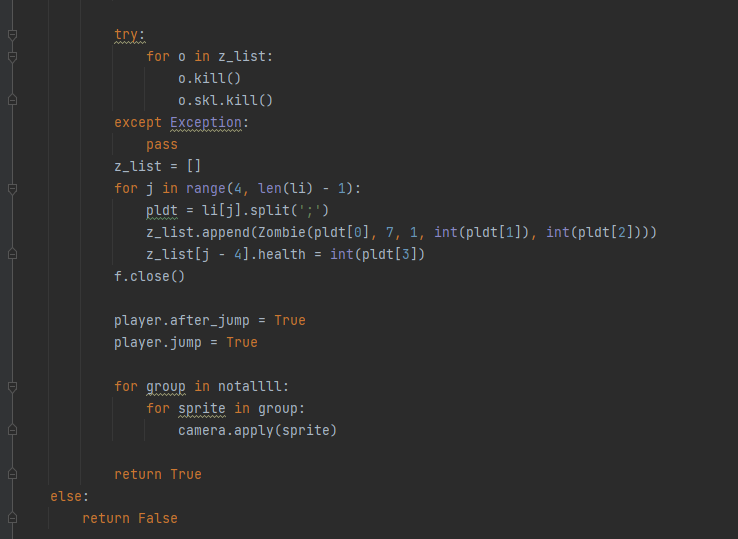 try:
for o in z_list:
o.kill()
o.skl.kill()
except Exception:
pass
z_list = []
for j in range(4, len(li) - 1):
pldt = li[j].split(';')
z_list.append(Zombie(pldt[0], 7, 1, int(pldt[1]), int(pldt[2])))
z_list[j - 4].health = int(pldt[3])
f.close()
player.after_jump = True
player.jump = True
for group in notallll:
for sprite in group:
camera.apply(sprite)
return True
else:
return False